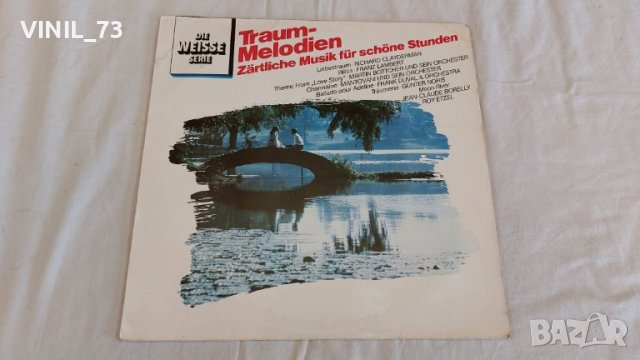 VINIL_73
DIE
WEISSE
SERIE
Traum-
Melodien
Zärtliche Musik für schöne Stunden
Liebestraum · RICHARD CLAYDERMAN
FRANZ LAMBERT
Theme From „Love Story" · MARTIN BÖTTCHER UND SEIN ORCHESTER
Charmaine · MANTOVANI UND SEIN ORCHESTER
Ballade pour Adeline · FRANK DUVAL & ORCHESTRA
Träumerei · GÜNTER NORIS
Moon River
JEAN-CLAUDE BORELLY
ROY ETZEL
BAZAR